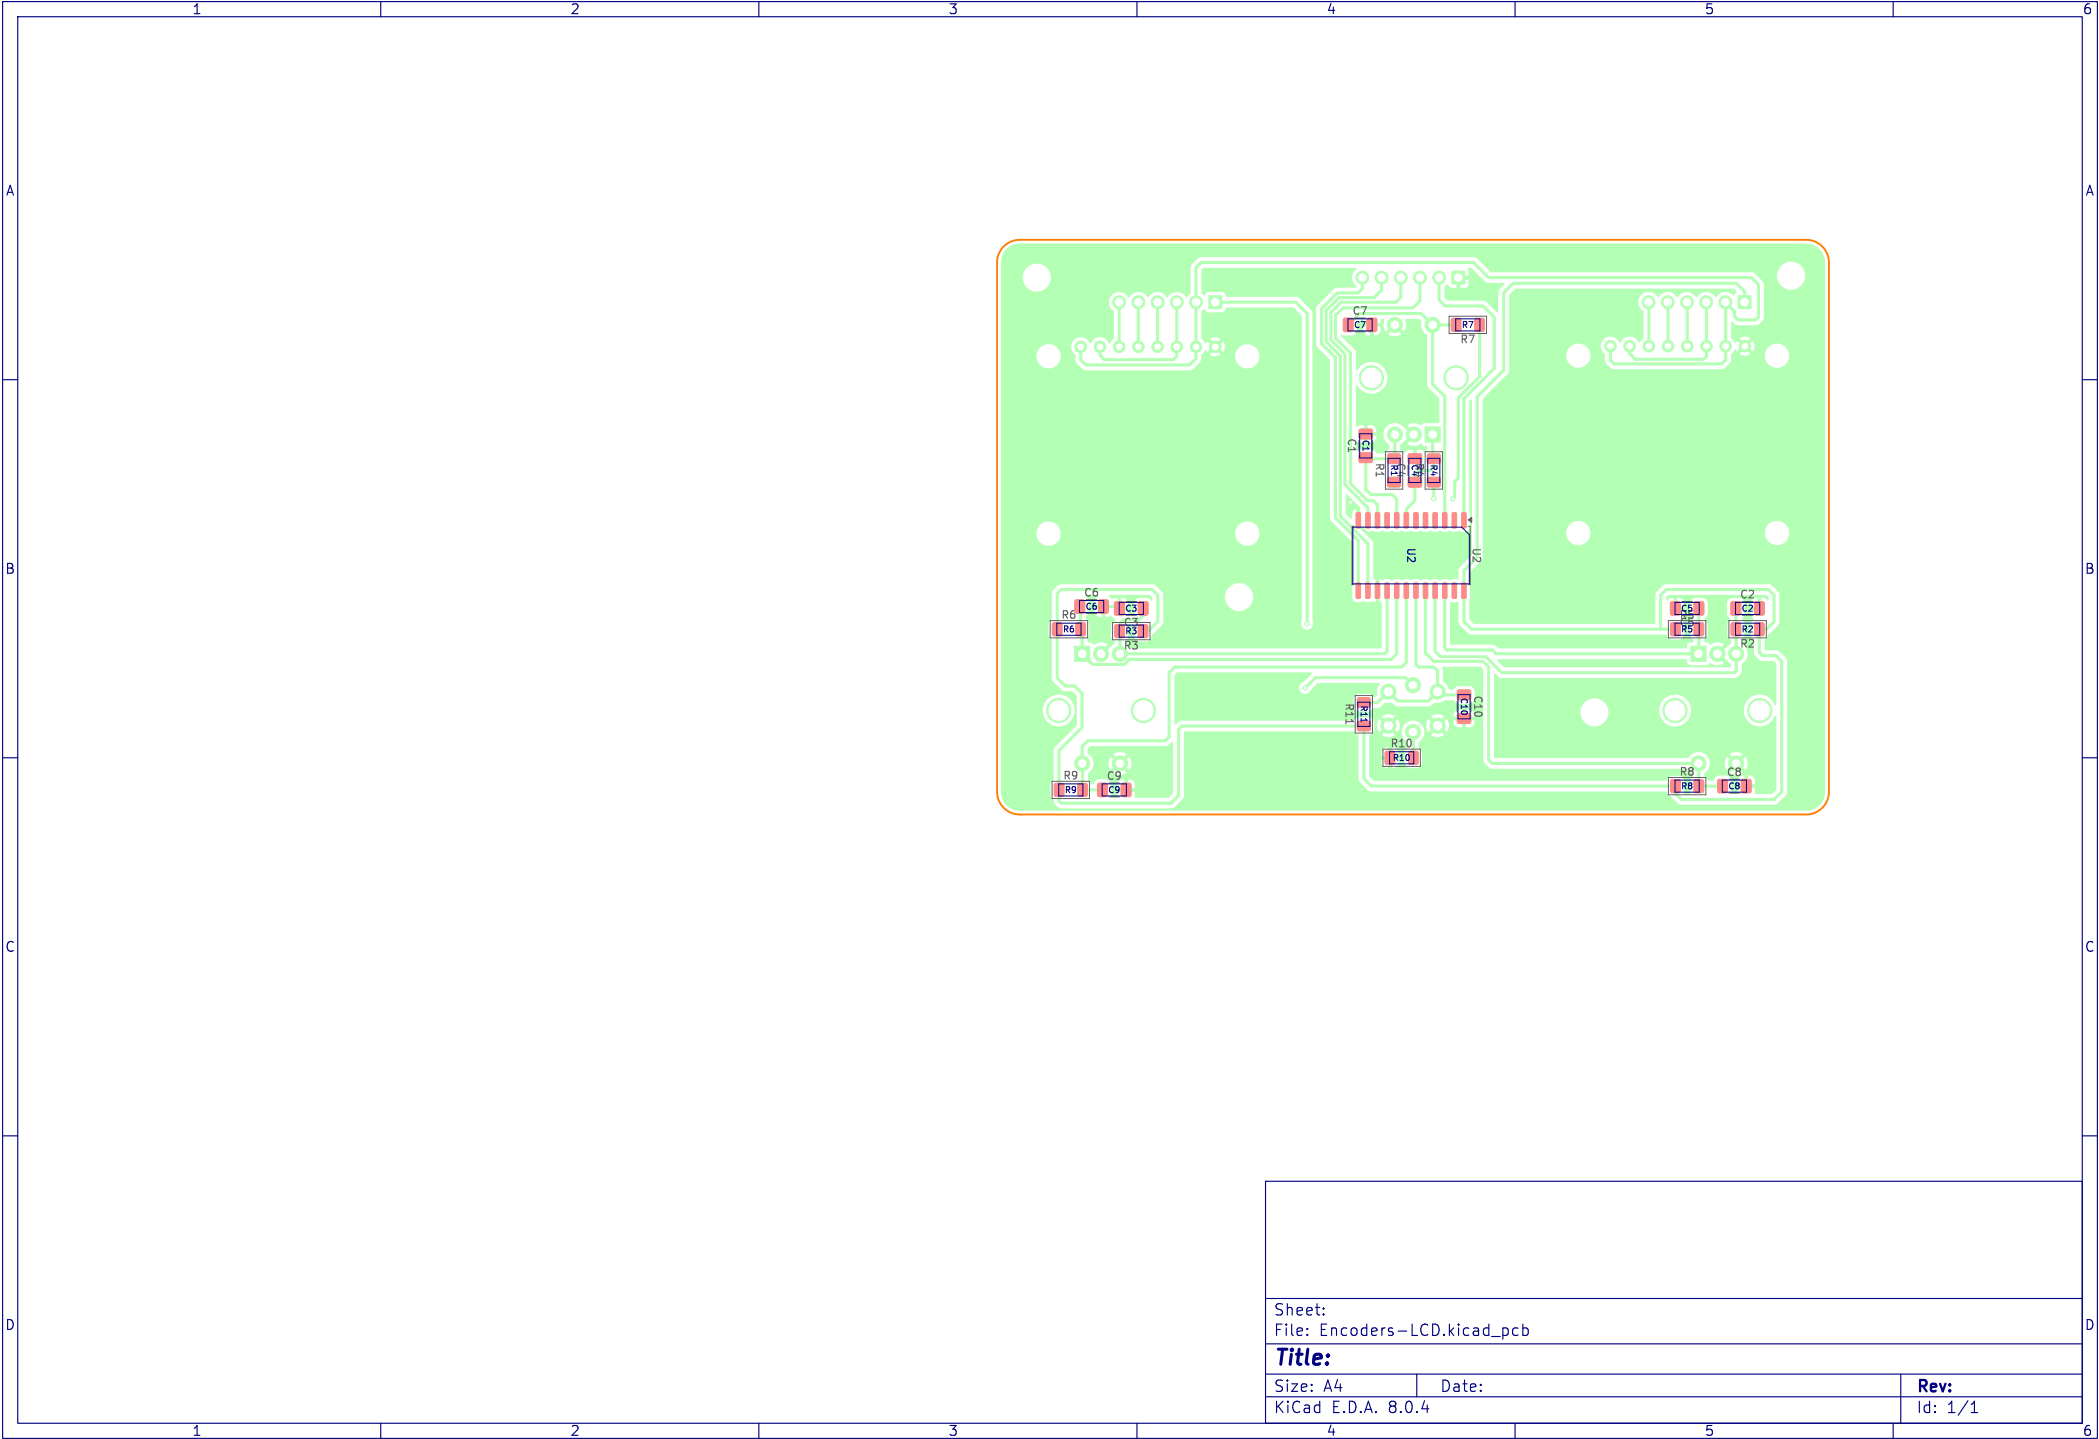 1 2 3 4 5 6
A A
C7 R7
C7 R7
C1 C1
R1 R1 C4 C4 R4
B B
U2 U2
C6 C2
C6 C3 C5 C2
R6 C3
R6 R3 R5 R2
R3 R2
R11 R11 C10 C10
R10
R10
R9 C9 R8 C8
R9 C9 R8 C8
C C
D D
Sheet:
File: Encoders-LCD.kicad_pcb
Title:
Size: A4 Date: Rev:
KiCad E.D.A. 8.0.4 Id: 1/1
1 2 3 4 5 6